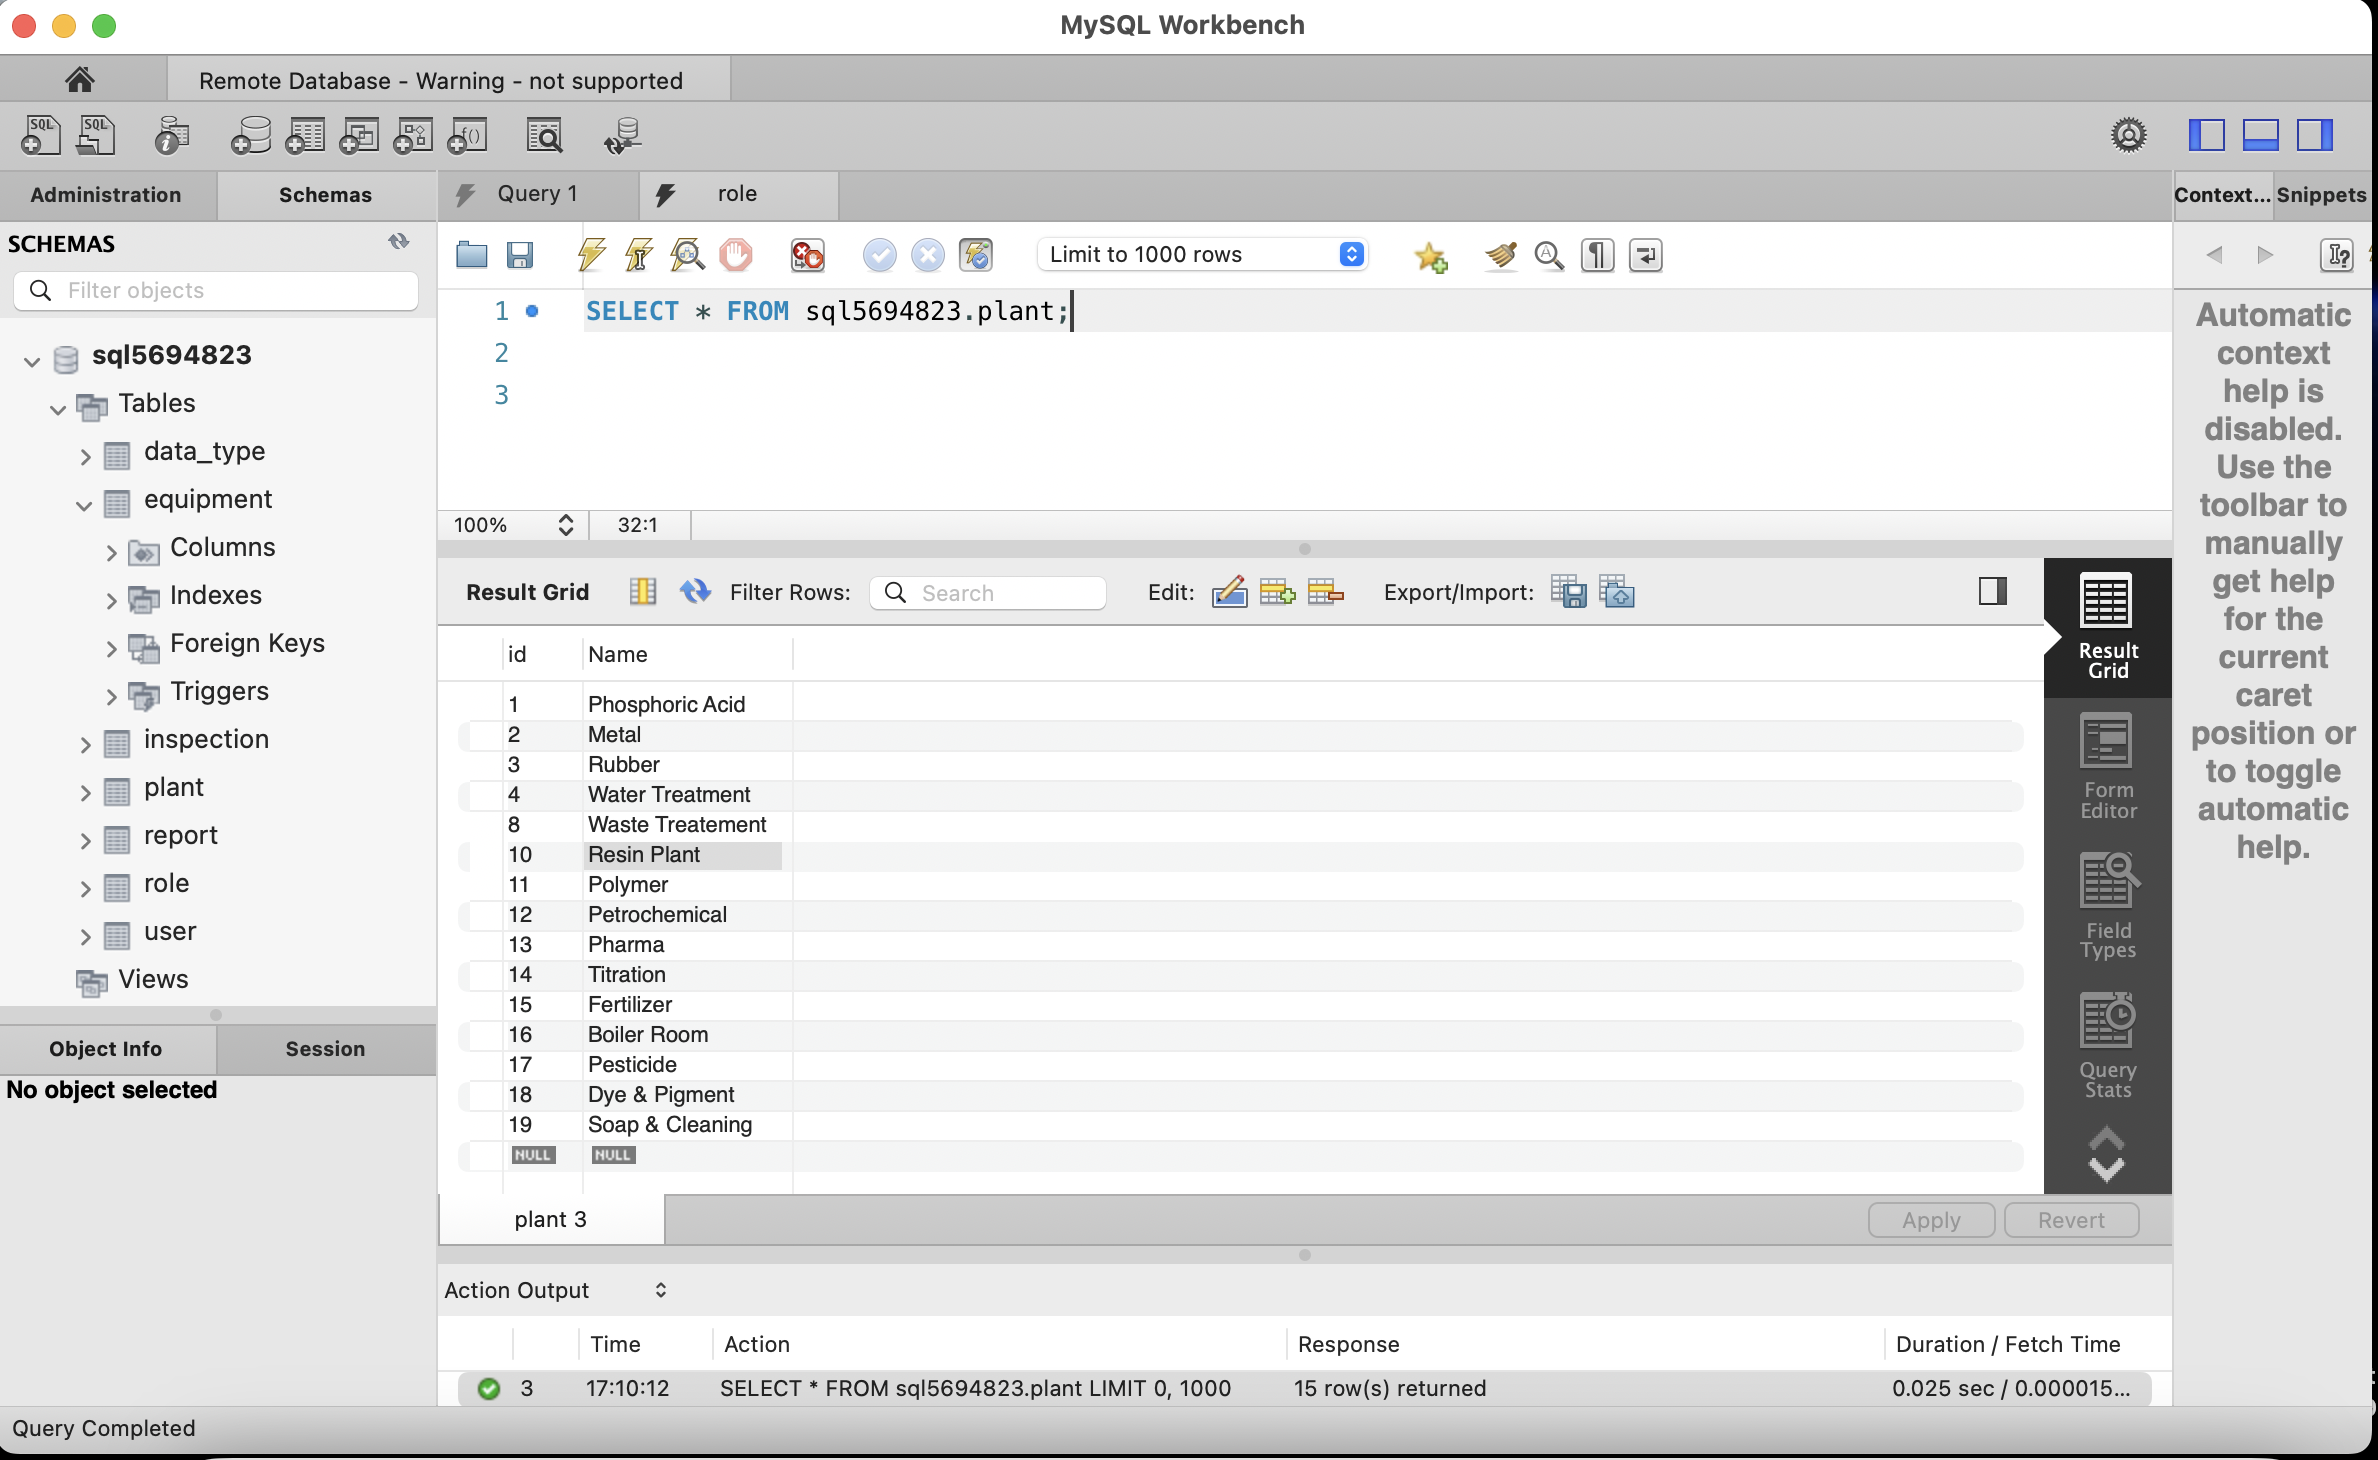 MySQL Workbench
Remote Database - Warning - not supported
Administration
Schemas
Query 1
role
Context...
Snippets
SCHEMAS
Filter objects
Limit to 1000 rows
1
SELECT * FROM sql5694823.plant;
2
3
sql5694823
Tables
data_type
equipment
Columns
Indexes
Foreign Keys
Triggers
inspection
plant
report
role
user
Views
Object Info
Session
No object selected
100%
32:1
Result Grid
Filter Rows:
Search
Edit:
Export/Import:
id Name
1 Phosphoric Acid
2 Metal
3 Rubber
4 Water Treatment
8 Waste Treatement
10 Resin Plant
11 Polymer
12 Petrochemical
13 Pharma
14 Titration
15 Fertilizer
16 Boiler Room
17 Pesticide
18 Dye & Pigment
19 Soap & Cleaning
NULL NULL
Result
Grid
Form
Editor
Field
Types
Query
Stats
plant 3
Apply
Revert
Action Output
Time Action Response Duration / Fetch Time
3 17:10:12 SELECT * FROM sql5694823.plant LIMIT 0, 1000 15 row(s) returned 0.025 sec / 0.000015...
Query Completed
Automatic
context
help is
disabled.
Use the
toolbar to
manually
get help
for the
current
caret
position or
to toggle
automatic
help.